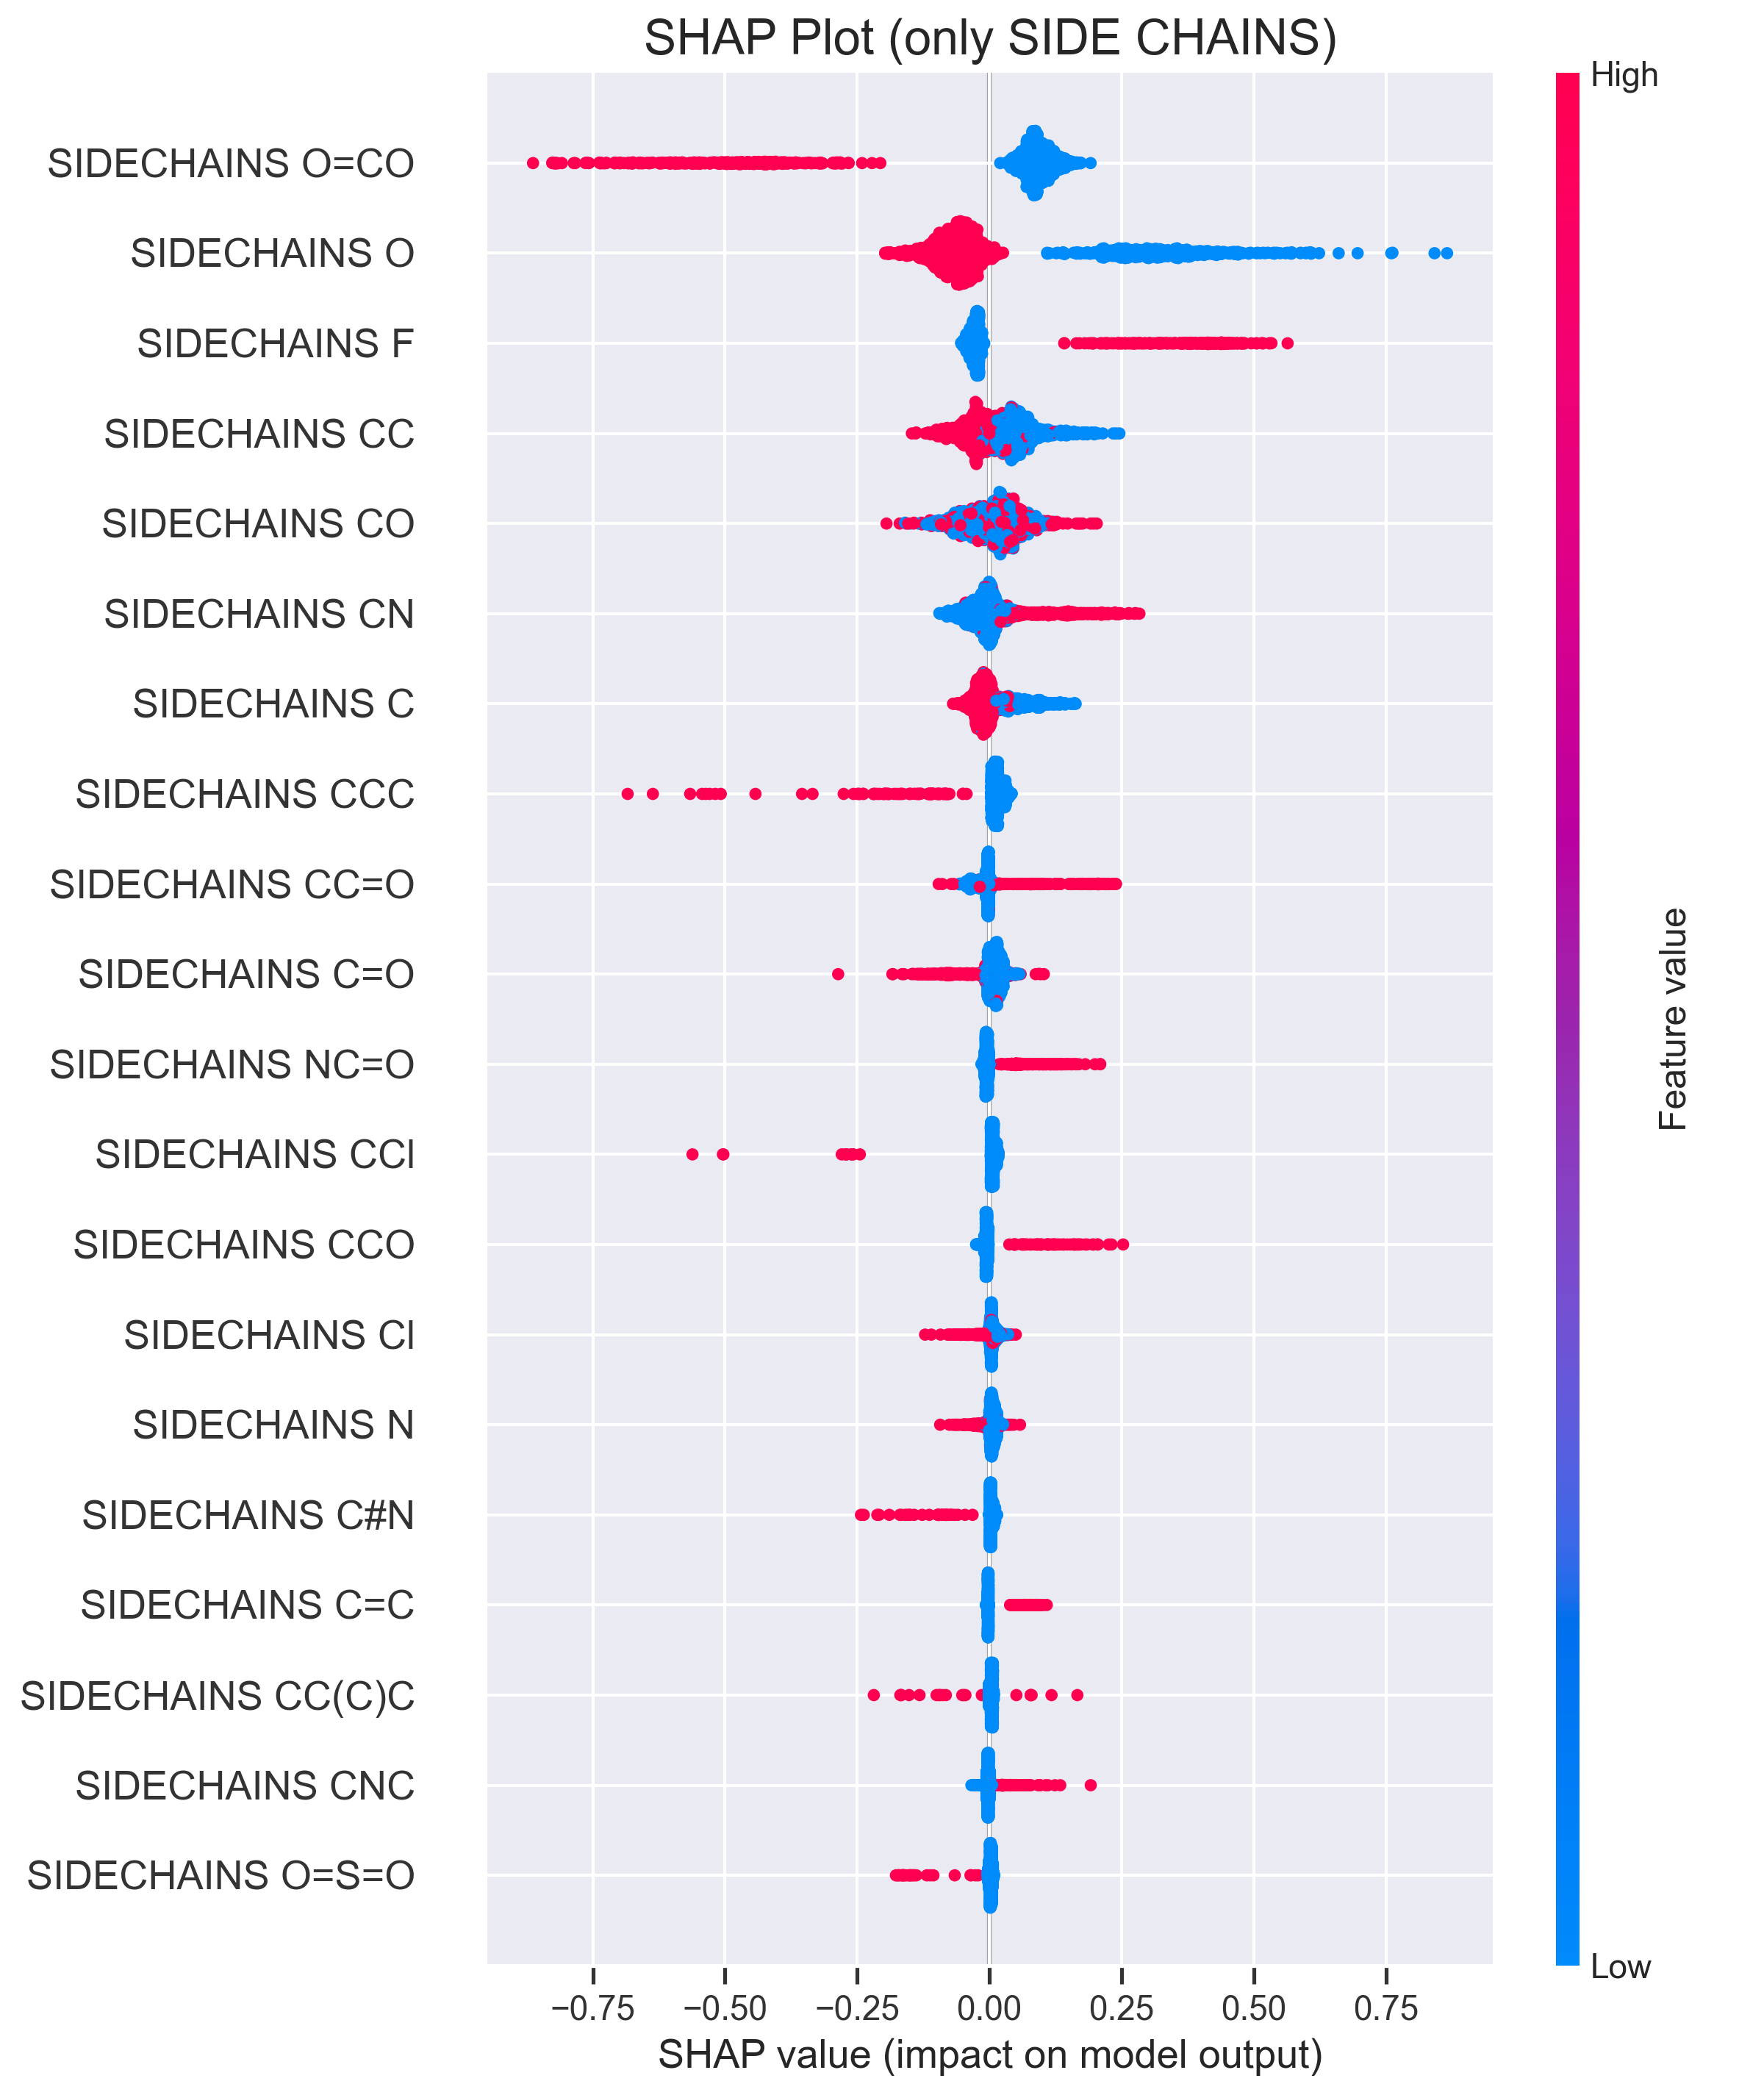 SHAP Plot (only SIDE CHAINS)
High
SIDECHAINS O=CO
SIDECHAINS O
SIDECHAINS F
SIDECHAINS CC
SIDECHAINS CO
SIDECHAINS CN
SIDECHAINS C
SIDECHAINS CCC
SIDECHAINS CC=O
SIDECHAINS C=O
SIDECHAINS NC=O
SIDECHAINS CCl
SIDECHAINS CCO
SIDECHAINS Cl
SIDECHAINS N
SIDECHAINS C#N
SIDECHAINS C=C
SIDECHAINS CC(C)C
SIDECHAINS CNC
SIDECHAINS O=S=O
Feature value
Low
−0.75 −0.50 −0.25 0.00 0.25 0.50 0.75
SHAP value (impact on model output)